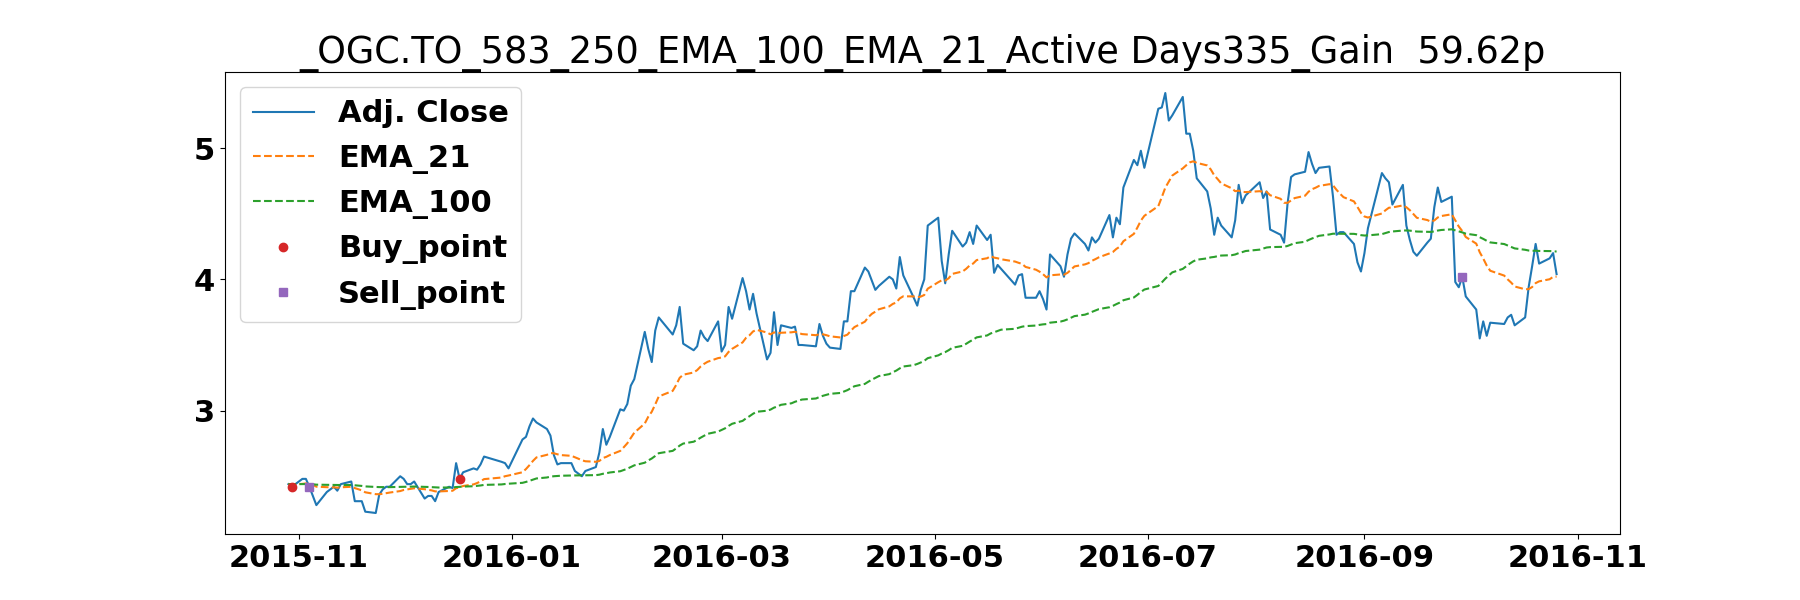 _OGC.TO_583_250_EMA_100_EMA_21_Active Days335_Gain  59.62p
Adj. Close
EMA_21
EMA_100
Buy_point
Sell_point
5
4
3
2015-11 2016-01 2016-03 2016-05 2016-07 2016-09 2016-11